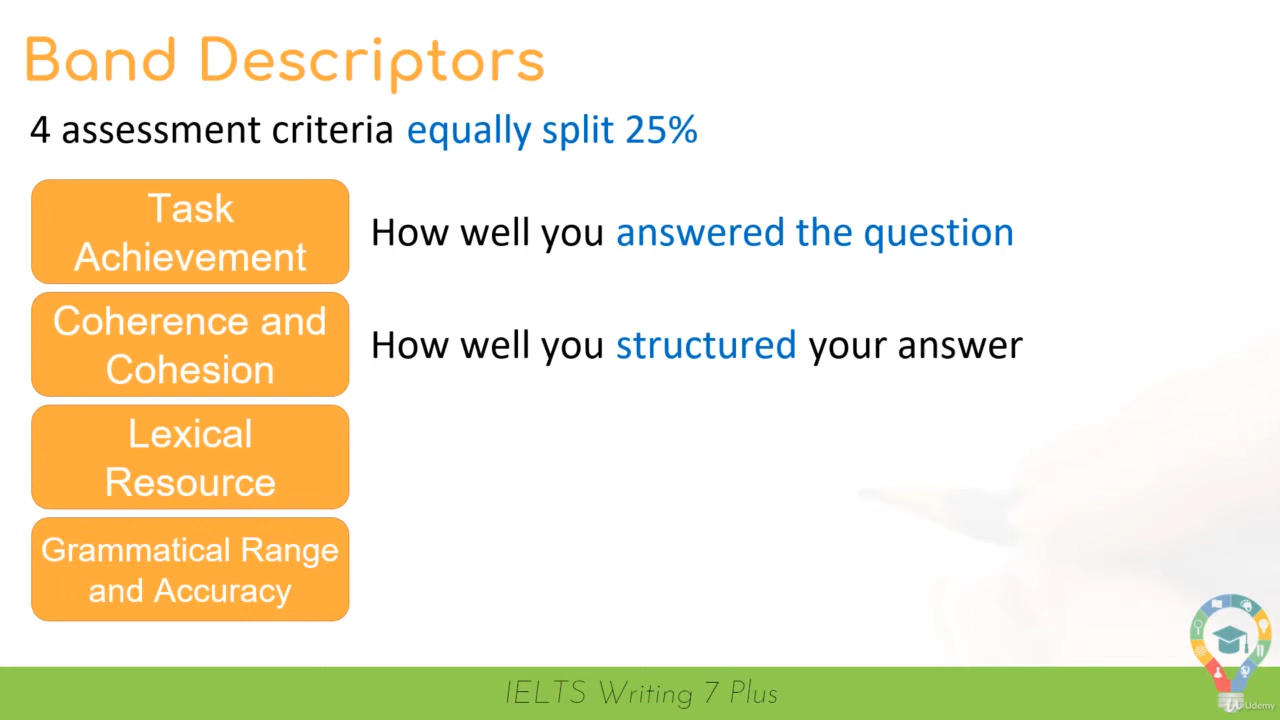 Band Descriptors
4 assessment criteria equally split 25%
Task
Achievement
How well you answered the question
Coherence and
Cohesion
How well you structured your answer
Lexical
Resource
Grammatical Range
and Accuracy
IELTS Writing 7 Plus
Udemy